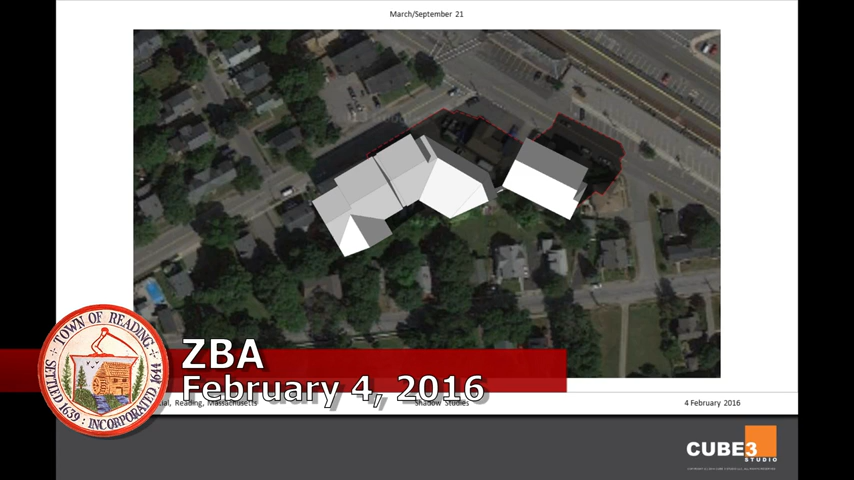 March/September 21
TOWN OF READING
SETTLED 1639 : INCORPORATED 1644
ZBA
February 4, 2016
Reading, Massachusetts
Shadow Studies
4 February 2016
CUBE3
STUDIO